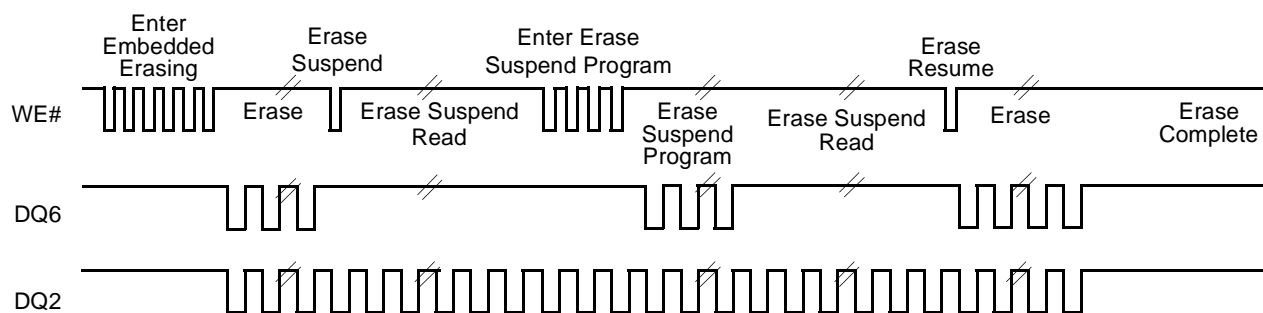 Enter
Embedded
Erasing
Erase
Suspend
Enter Erase
Suspend Program
Erase
Resume
WE#
Erase
Erase Suspend
Read
Erase
Suspend
Program
Erase Suspend
Read
Erase
Erase
Complete
DQ6
DQ2